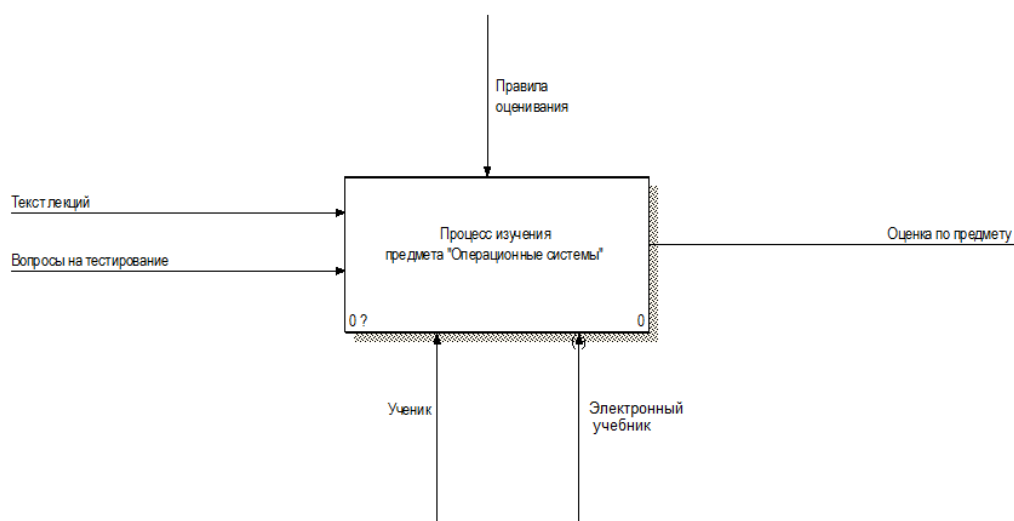 Правила
оценивания
Текст лекций
Процесс изучения
предмета "Операционные системы"
Оценка по предмету
Вопросы на тестирование
0 ?
0
Ученик
Электронный
учебник